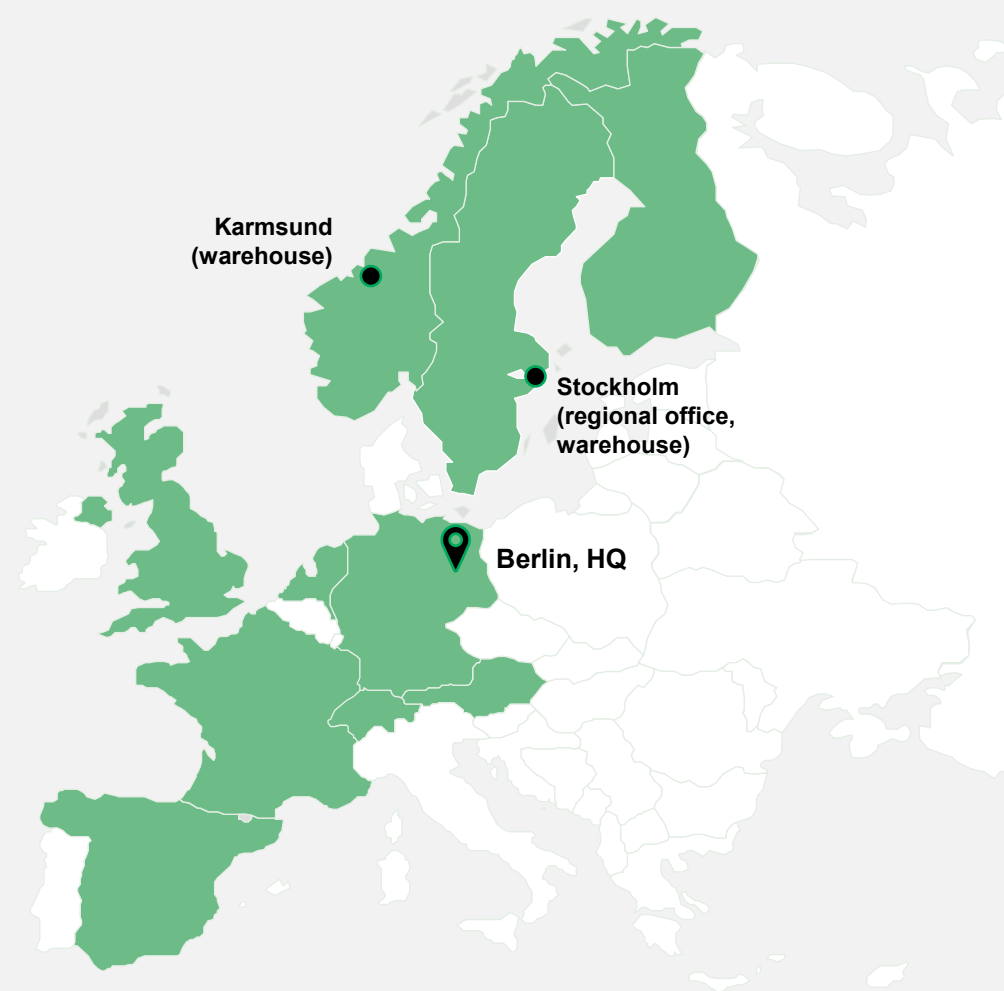 Karmsund
(warehouse)
Stockholm
(regional office,
warehouse)
Berlin, HQ